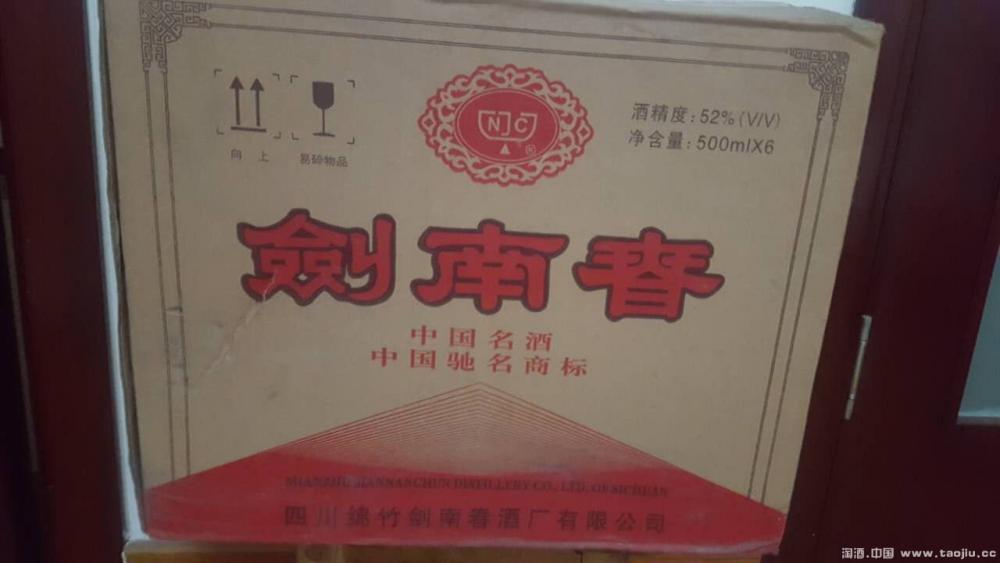 向上
易碎物品
NJC
®
酒精度:52%(V/V)
净含量:500mlX6
劍南春
中国名酒
中国驰名商标
MIANZHU JIANNANCHUN DISTILLERY CO., LTD. OF SICHUAN
四川绵竹剑南春酒厂有限公司
淘酒.中国 www.taojiu.cc